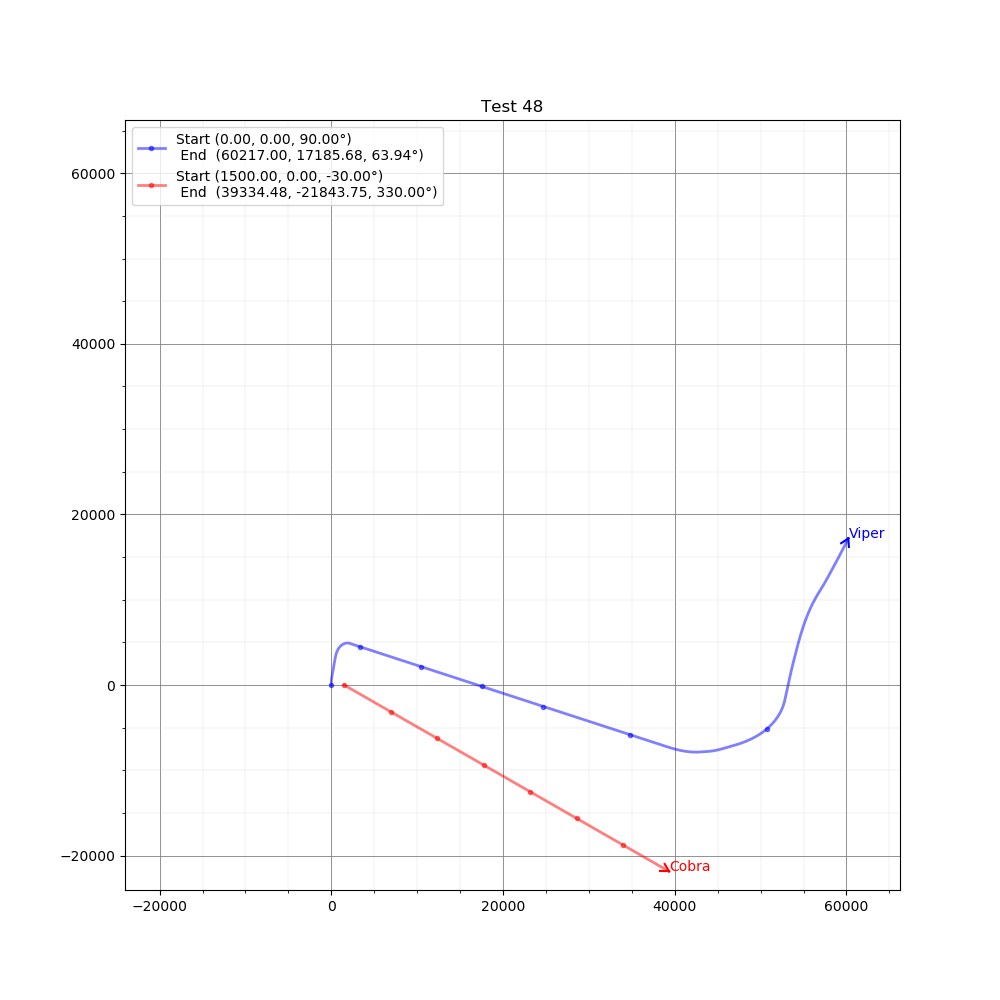 Test 48
Start (0.00, 0.00, 90.00°)
End  (60217.00, 17185.68, 63.94°)
Start (1500.00, 0.00, -30.00°)
End  (39334.48, -21843.75, 330.00°)
60000
40000
20000
0
−20000
Viper
Cobra
−20000 0 20000 40000 60000